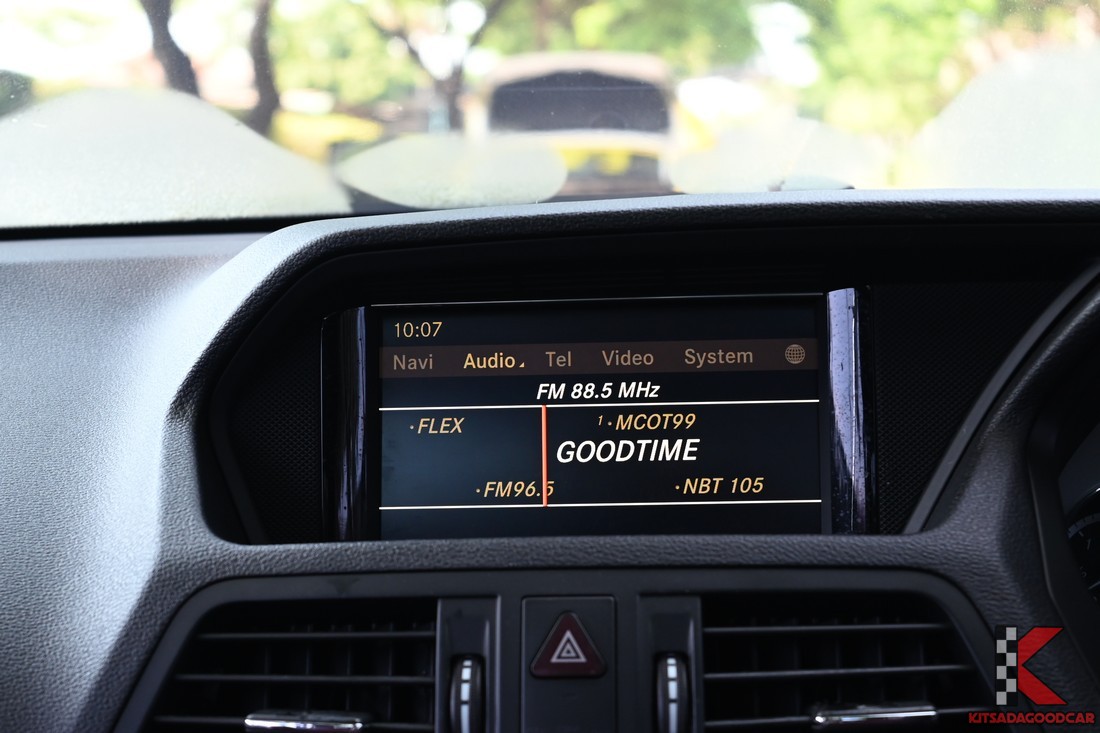 10:07
Navi Audio Tel Video System
FM 88.5 MHz
·FLEX 1·MCOT99
GOODTIME
·FM96.5 ·NBT 105
KITSADAGOODCAR